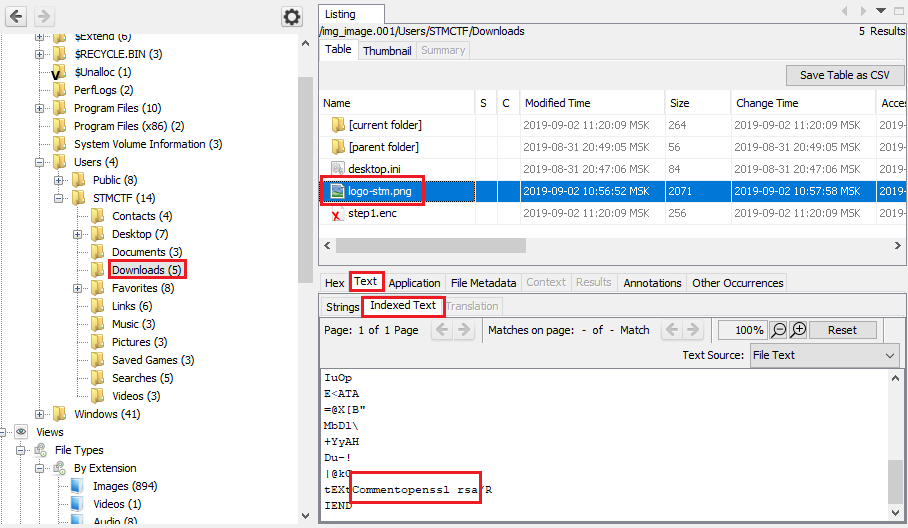 $Extend (6)
$RECYCLE.BIN (3)
$Unalloc (1)
PerfLogs (2)
Program Files (10)
Program Files (x86) (2)
System Volume Information (3)
Users (4)
Public (8)
STMCTF (14)
Contacts (4)
Desktop (7)
Documents (3)
Downloads (5)
Favorites (8)
Links (6)
Music (3)
Pictures (3)
Saved Games (3)
Searches (5)
Videos (3)
Windows (41)
Views
File Types
By Extension
Images (894)
Videos (1)
Audio (8)
Listing
/img_image.001/Users/STMCTF/Downloads 5 Results
Table Thumbnail Summary
Save Table as CSV
Name S C Modified Time Size Change Time Acces
[current folder] 2019-09-02 11:20:09 MSK 264 2019-09-02 11:20:09 MSK 2019-
[parent folder] 2019-08-31 20:49:05 MSK 56 2019-08-31 20:49:05 MSK 2019-
desktop.ini 2019-08-31 20:46:07 MSK 84 2019-08-31 20:46:07 MSK 2019-
logo-stm.png 2019-09-02 10:56:52 MSK 2071 2019-09-02 10:57:58 MSK 2019-
step1.enc 2019-09-02 11:20:09 MSK 256 2019-09-02 11:20:09 MSK 2019-
Hex Text Application File Metadata Context Results Annotations Other Occurrences
Strings Indexed Text Translation
Page: 1 of 1 Page Matches on page: - of - Match 100% Reset
Text Source: File Text
IuOp
E<ATA
=@X[B"
MbDl\
+YyAH
Du-!
|@kO
tEXtCommentopenssl rsa/R
IEND